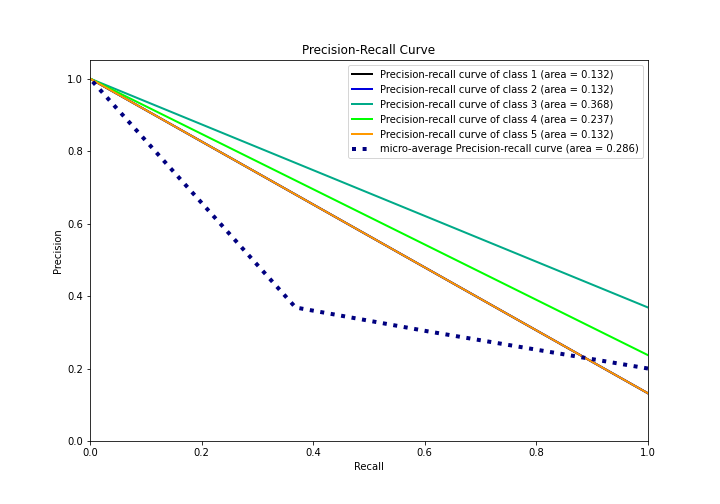 Precision-Recall Curve
Precision-recall curve of class 1 (area = 0.132)
Precision-recall curve of class 2 (area = 0.132)
Precision-recall curve of class 3 (area = 0.368)
Precision-recall curve of class 4 (area = 0.237)
Precision-recall curve of class 5 (area = 0.132)
micro-average Precision-recall curve (area = 0.286)
Precision
1.0
0.8
0.6
0.4
0.2
0.0
0.0 0.2 0.4 0.6 0.8 1.0
Recall